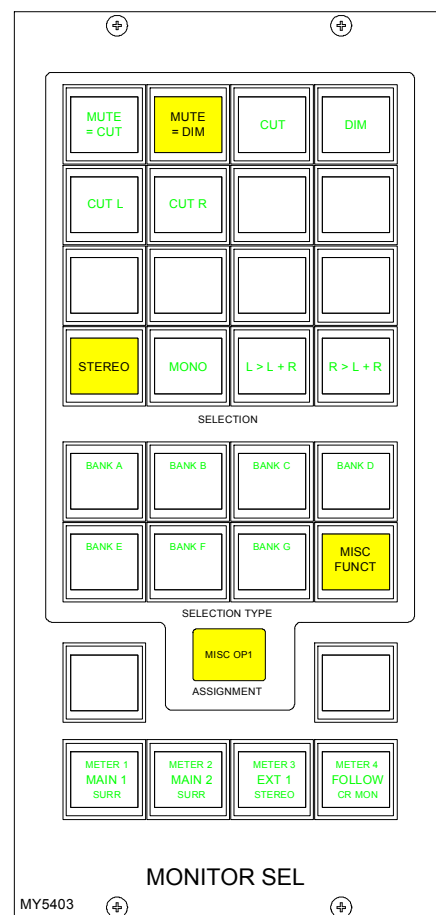 MUTE
= CUT
MUTE
= DIM
CUT
DIM
CUT L
CUT R
STEREO
MONO
L > L + R
R > L + R
SELECTION
BANK A
BANK B
BANK C
BANK D
BANK E
BANK F
BANK G
MISC
FUNCT
SELECTION TYPE
MISC OP1
ASSIGNMENT
METER 1
MAIN 1
SURR
METER 2
MAIN 2
SURR
METER 3
EXT 1
STEREO
METER 4
FOLLOW
CR MON
MONITOR SEL
MY5403